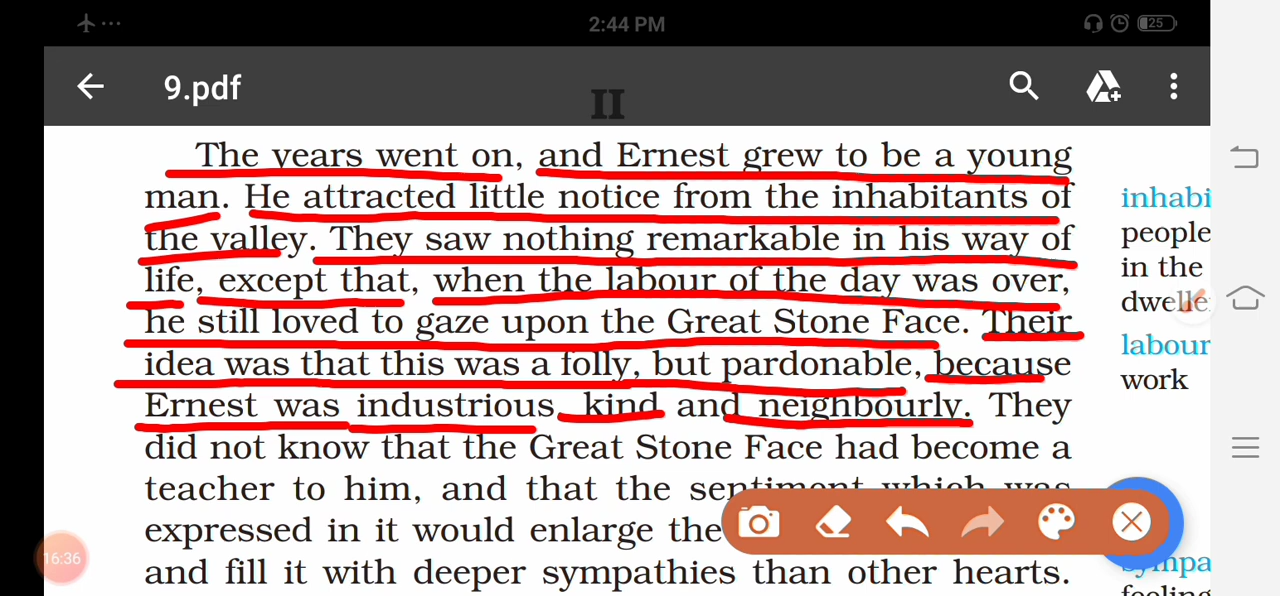 2:44 PM
25
9.pdf
II
The years went on, and Ernest grew to be a young
man. He attracted little notice from the inhabitants of
the valley. They saw nothing remarkable in his way of
life, except that, when the labour of the day was over,
he still loved to gaze upon the Great Stone Face. Their
idea was that this was a folly, but pardonable, because
Ernest was industrious, kind and neighbourly. They
did not know that the Great Stone Face had become a
teacher to him, and that the sentiment which was
expressed in it would enlarge the
and fill it with deeper sympathies than other hearts.
people
in the
labour
work
16:36